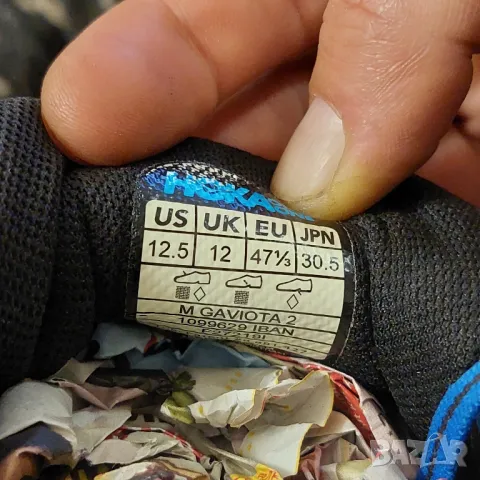 HOKA
US UK EU JPN
12.5 12 47⅓ 30.5
M GAVIOTA 2
1099629 IBAN
BAZAR